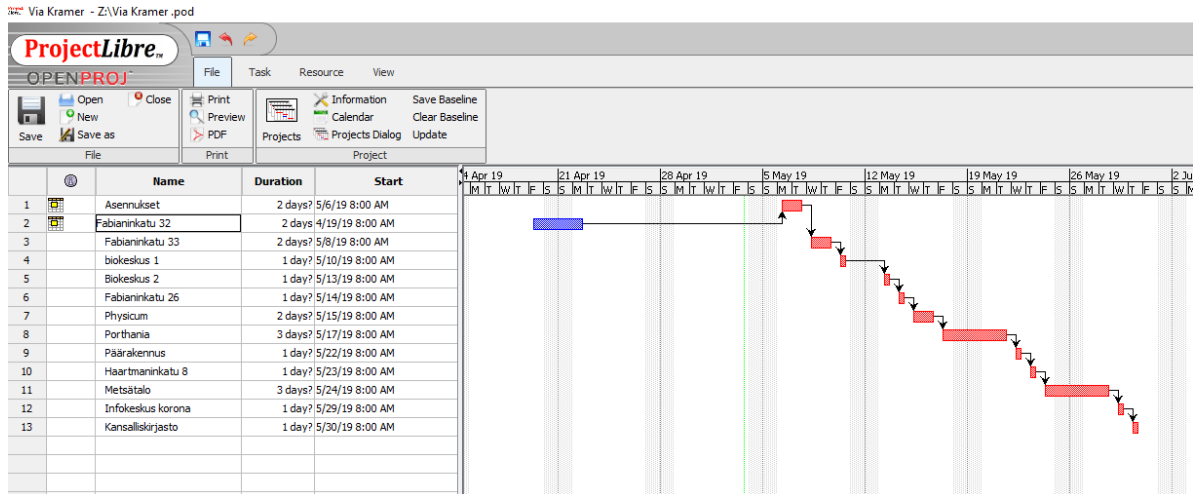 Via Kramer - Z:\Via Kramer .pod
ProjectLibre TM
OPENPROJ
File Task Resource View
Save Open New Save as Close Print Preview PDF Projects Information Calendar Projects Dialog Save Baseline Clear Baseline Update
File Print Project
Name Duration Start
4 Apr 19 21 Apr 19 28 Apr 19 5 May 19 12 May 19 19 May 19 26 May 19 2 Ju
M T W T F S S M T W T F S S M T W T F S S M T W T F S S M T W T F S S M T W T F S S M T W T F S S M
1 Asennukset 2 days? 5/6/19 8:00 AM
2 Fabianinkatu 32 2 days 4/19/19 8:00 AM
3 Fabianinkatu 33 2 days? 5/8/19 8:00 AM
4 biokeskus 1 1 day? 5/10/19 8:00 AM
5 Biokeskus 2 1 day? 5/13/19 8:00 AM
6 Fabianinkatu 26 1 day? 5/14/19 8:00 AM
7 Physicum 2 days? 5/15/19 8:00 AM
8 Porthania 3 days? 5/17/19 8:00 AM
9 Päärakennus 1 day? 5/22/19 8:00 AM
10 Haartmaninkatu 8 1 day? 5/23/19 8:00 AM
11 Metsätalo 3 days? 5/24/19 8:00 AM
12 Infokeskus korona 1 day? 5/29/19 8:00 AM
13 Kansalliskirjasto 1 day? 5/30/19 8:00 AM